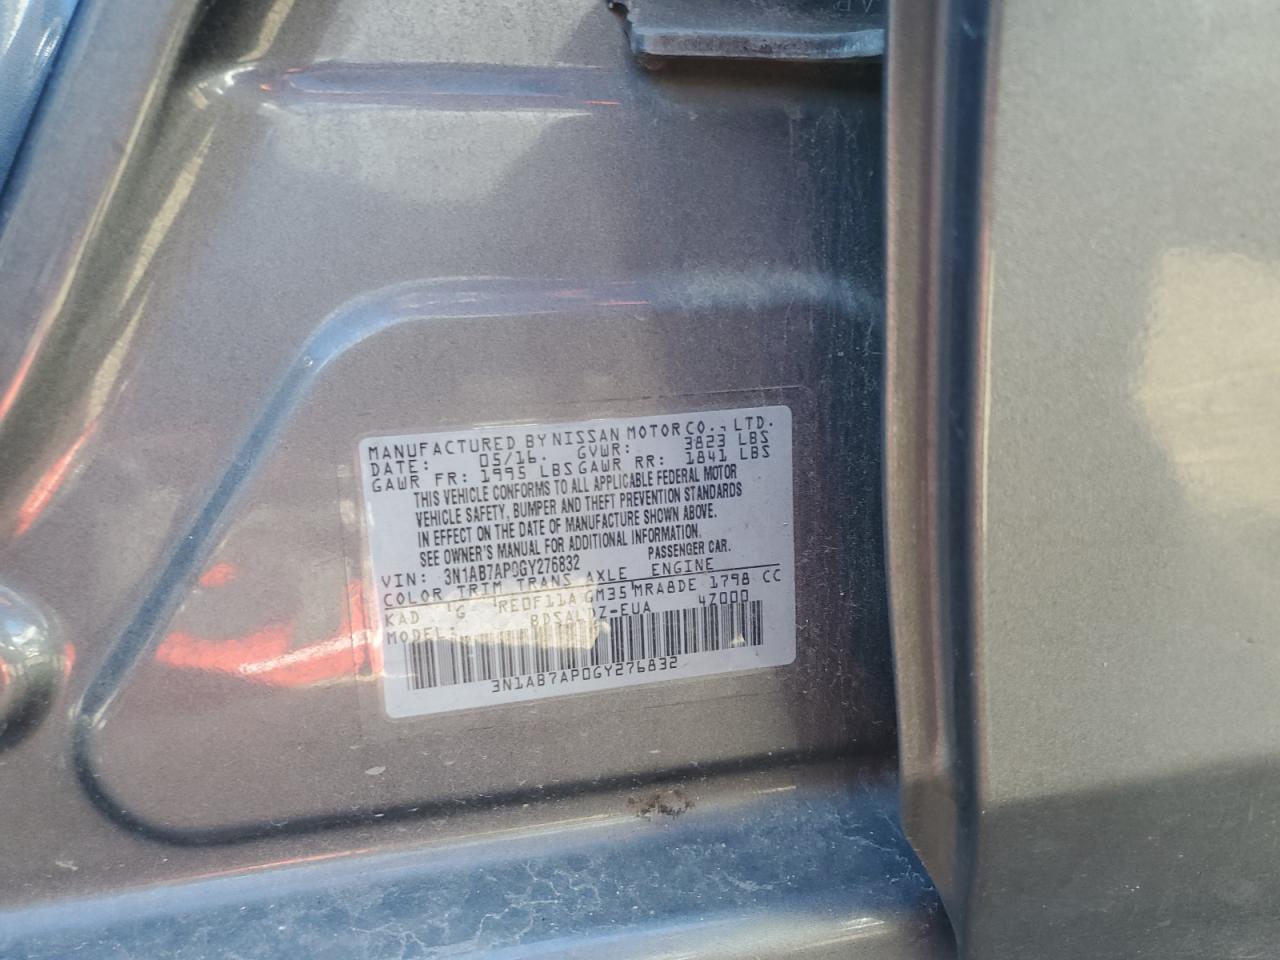 MANUFACTURED BY NISSAN MOTOR CO., LTD.
DATE: 05/16. GVWR: 3823 LBS
GAWR FR: 1995 LBS GAWR RR: 1841 LBS
THIS VEHICLE CONFORMS TO ALL APPLICABLE FEDERAL MOTOR
VEHICLE SAFETY, BUMPER AND THEFT PREVENTION STANDARDS
IN EFFECT ON THE DATE OF MANUFACTURE SHOWN ABOVE.
SEE OWNER'S MANUAL FOR ADDITIONAL INFORMATION.
VIN: 3N1AB7AP0GY276832 PASSENGER CAR.
COLOR TRIM TRANS AXLE ENGINE
KAD G RE0F11A GM35 MRA8DE 1798 CC
MODEL: 47000
3N1AB7AP0GY276832